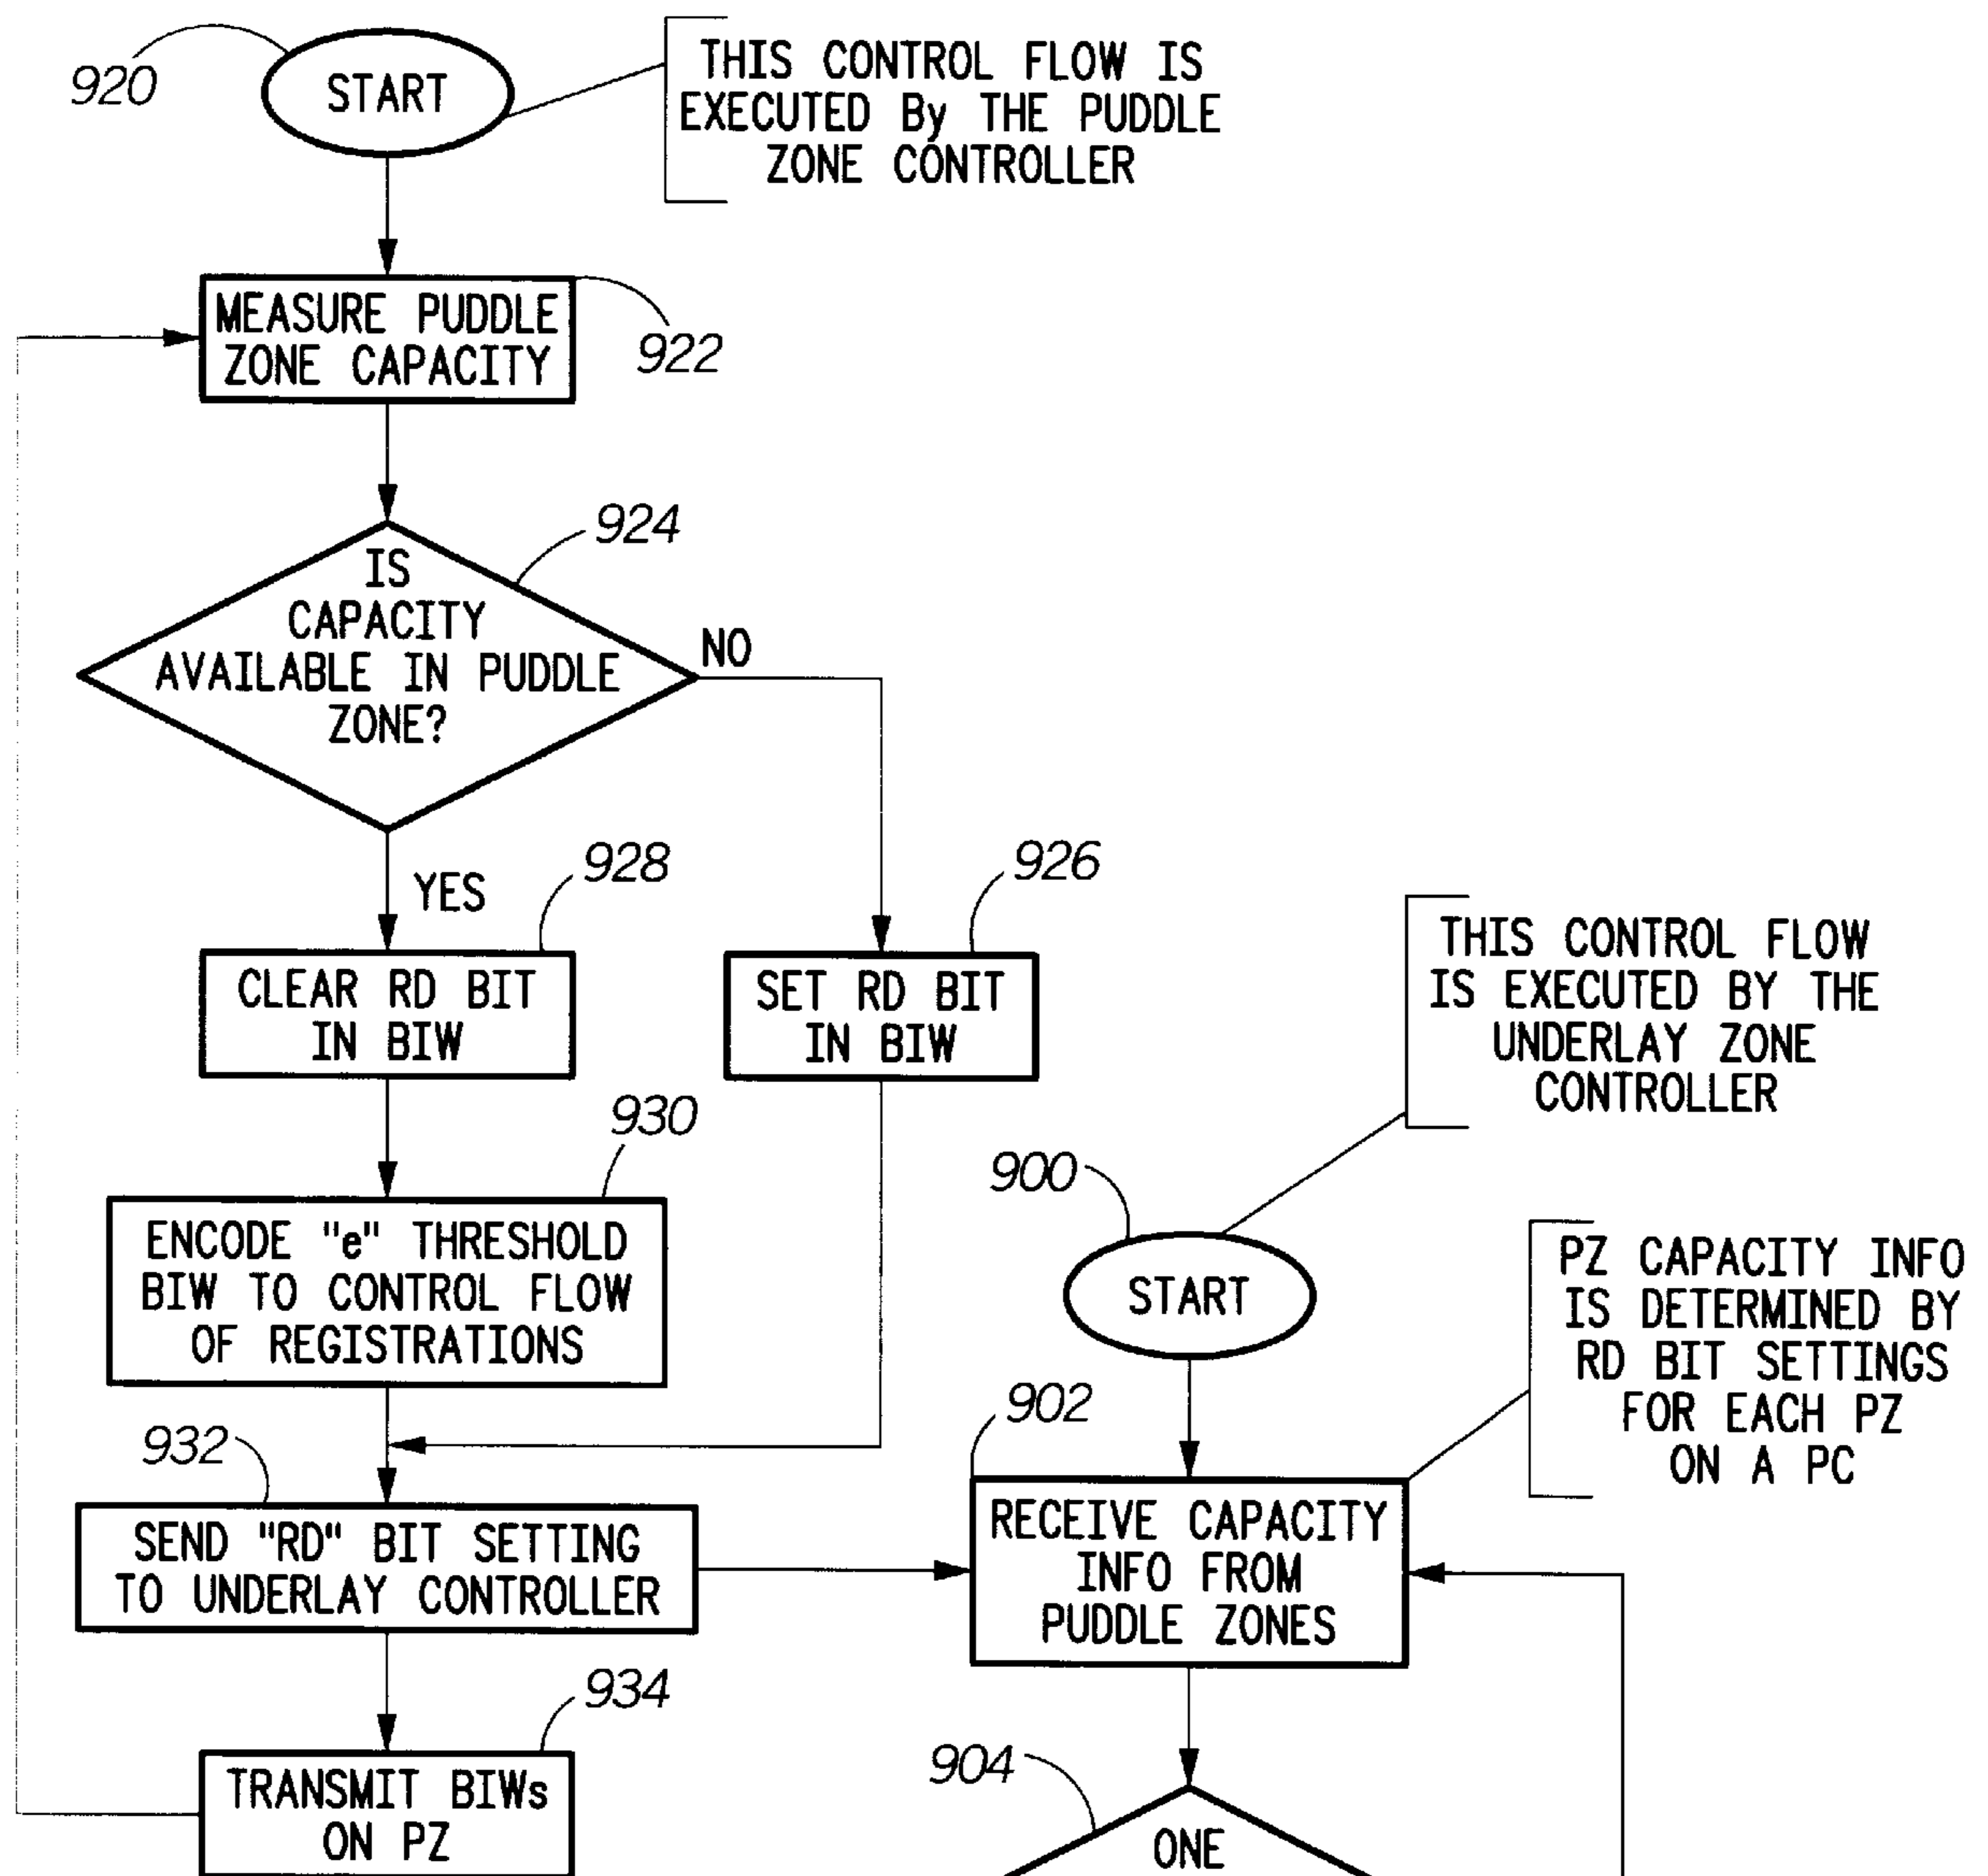 920
START
THIS CONTROL FLOW IS
EXECUTED By THE PUDDLE
ZONE CONTROLLER
MEASURE PUDDLE
ZONE CAPACITY
922
924
IS
CAPACITY
AVAILABLE IN PUDDLE
ZONE?
NO
YES
928
926
CLEAR RD BIT
IN BIW
SET RD BIT
IN BIW
THIS CONTROL FLOW
IS EXECUTED BY THE
UNDERLAY ZONE
CONTROLLER
930
ENCODE "e" THRESHOLD
BIW TO CONTROL FLOW
OF REGISTRATIONS
900
START
PZ CAPACITY INFO
IS DETERMINED BY
RD BIT SETTINGS
FOR EACH PZ
ON A PC
932
SEND "RD" BIT SETTING
TO UNDERLAY CONTROLLER
902
RECEIVE CAPACITY
INFO FROM
PUDDLE ZONES
934
TRANSMIT BIWs
ON PZ
904
ONE